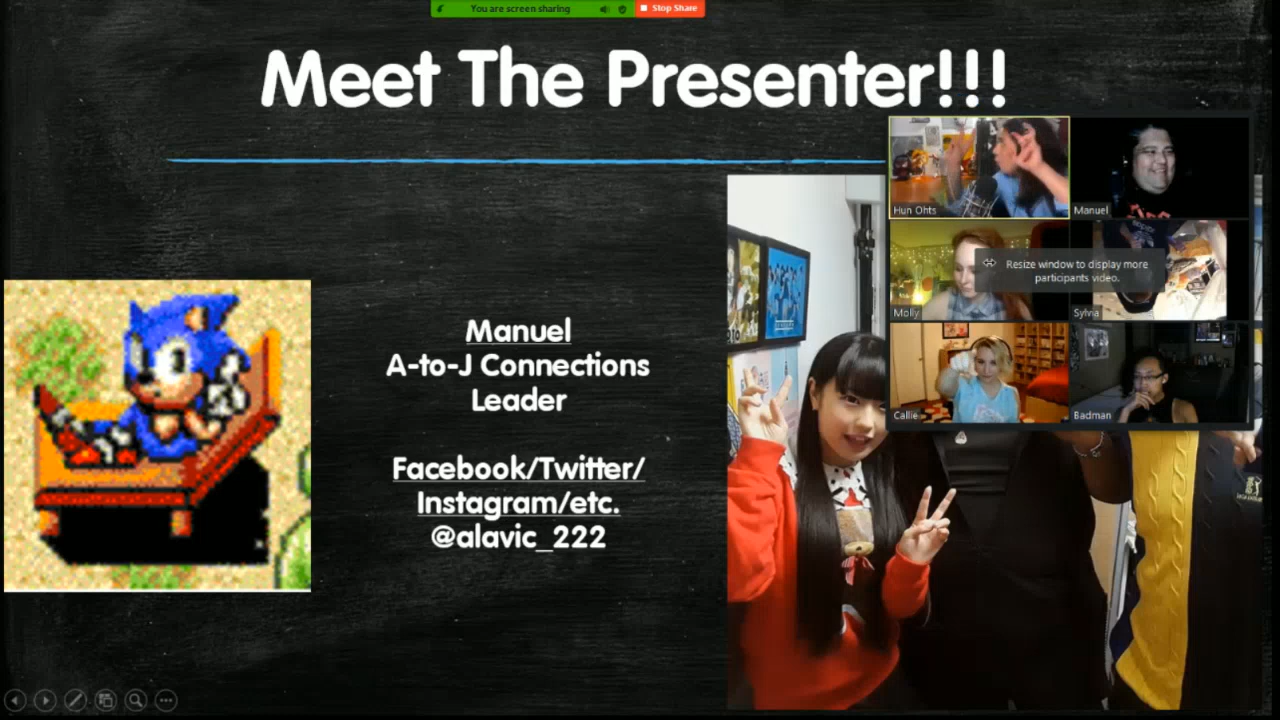 You are screen sharing
Stop Share
Meet The Presenter!!!
Hun Ohts
Manuel
Resize window to display more
participants video.
Molly
Sylvia
Callie
Badman
Manuel
A-to-J Connections
Leader
Facebook/Twitter/
Instagram/etc.
@alavic_222